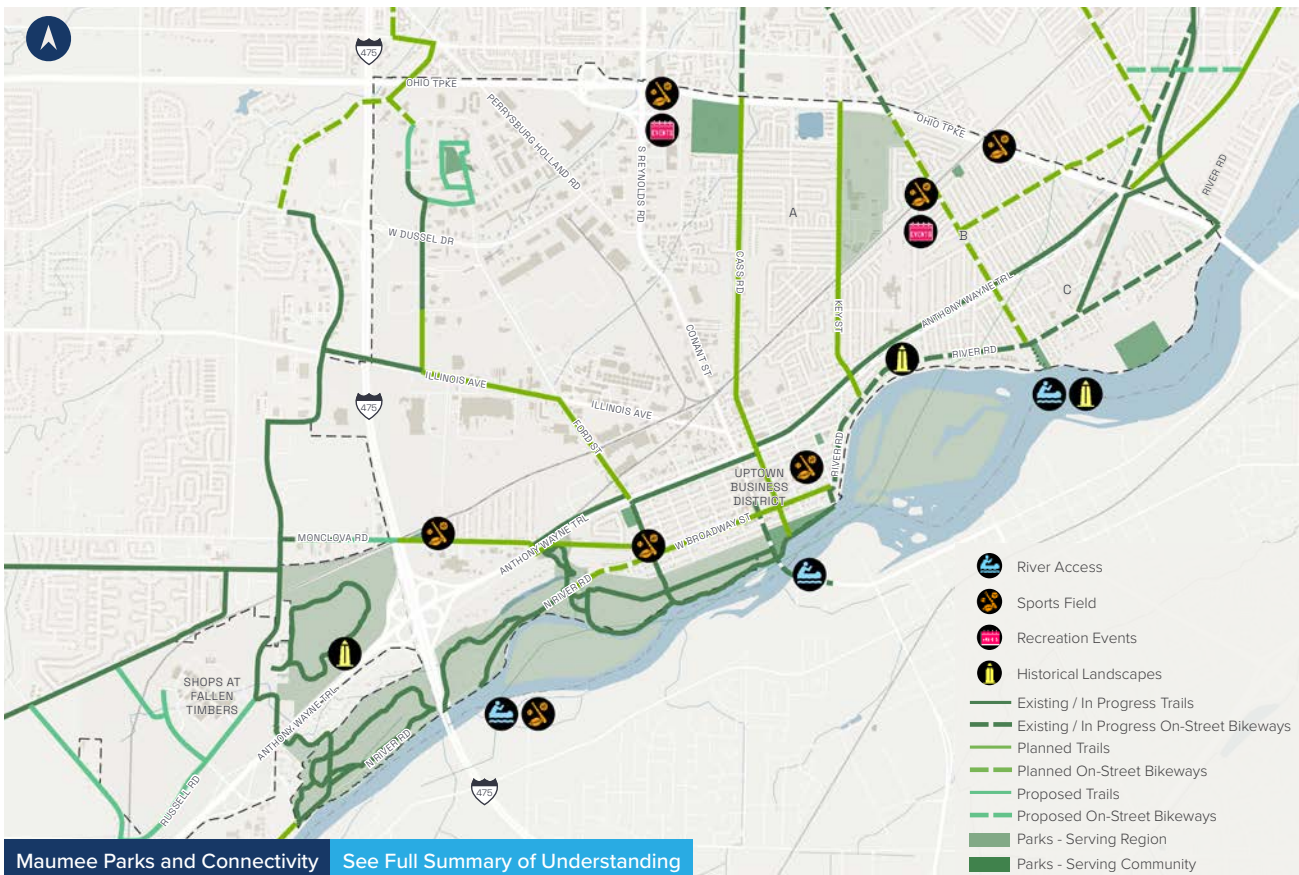 475
OHIO TPKE
PERRYSBURG HOLLAND RD
EVENTS
S REYNOLDS RD
OHIO TPKE
RIVER RD
EVENTS
A
B
W DUSSEL DR
CASS RD
KEY ST
C
ANTHONY WAYNE TRL
CONANT ST
RIVER RD
ILLINOIS AVE
475
ILLINOIS AVE
FORD ST
RIVER RD
UPTOWN
BUSINESS
DISTRICT
MONCLOVA RD
ANTHONY WAYNE TRL
W BROADWAY ST
N RIVER RD
SHOPS AT
FALLEN
TIMBERS
ANTHONY WAYNE TRL
N RIVER RD
RUSSELL RD
475
River Access
Sports Field
EVENTS
Recreation Events
Historical Landscapes
Existing / In Progress Trails
Existing / In Progress On-Street Bikeways
Planned Trails
Planned On-Street Bikeways
Proposed Trails
Proposed On-Street Bikeways
Parks - Serving Region
Parks - Serving Community
Maumee Parks and Connectivity
See Full Summary of Understanding